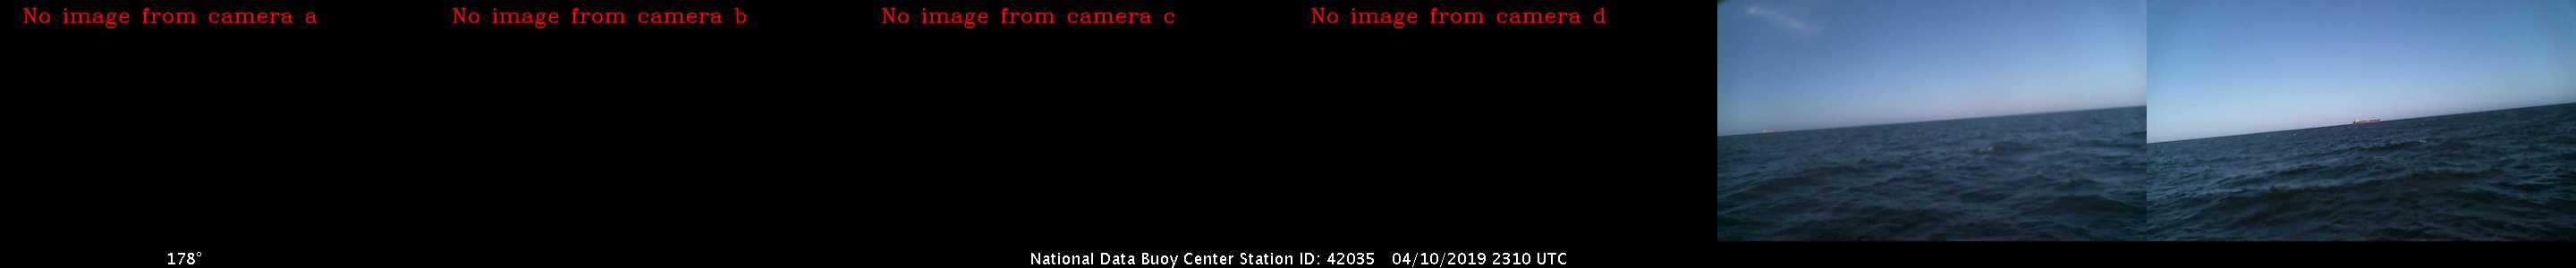 No image from camera a
No image from camera b
No image from camera c
No image from camera d
178°
National Data Buoy Center Station ID: 42035 04/10/2019 2310 UTC